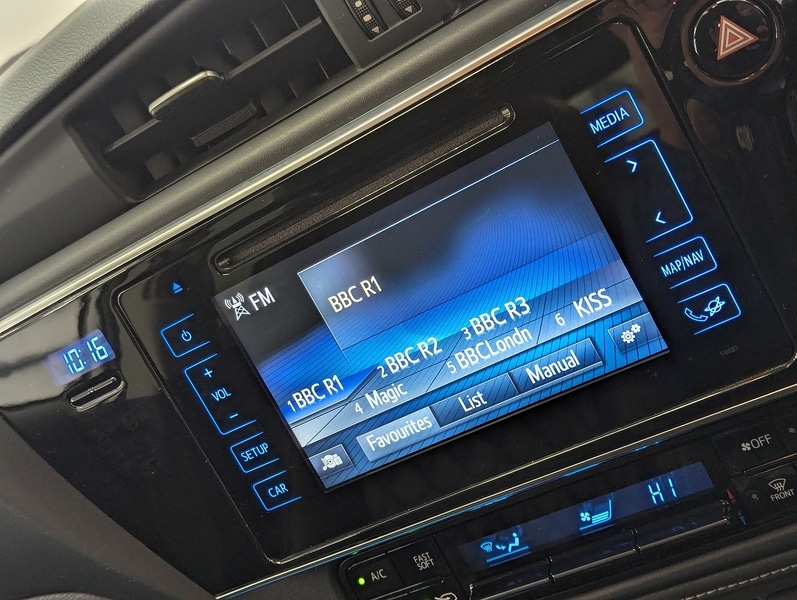 MEDIA
FM
BBC R1
MAP/NAV
10:16
+
VOL
-
1 BBC R1
2 BBC R2
3 BBC R3
4 Magic
5 BBCLondn
6 KISS
Favourites
List
Manual
SETUP
CAR
HI
OFF
FRONT
A/C
FAST
SOFT